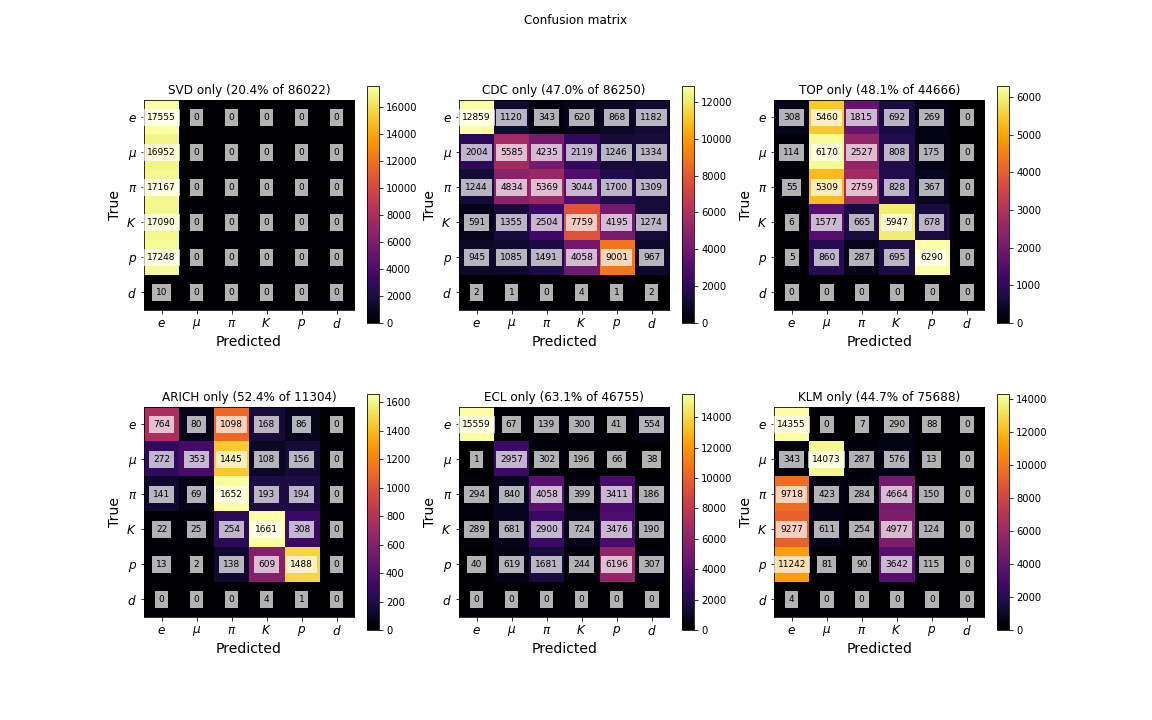 Confusion matrix
SVD only (20.4% of 86022)
e 17555 0 0 0 0 0
μ 16952 0 0 0 0 0
π 17167 0 0 0 0 0
K 17090 0 0 0 0 0
p 17248 0 0 0 0 0
d 10 0 0 0 0 0
e μ π K p d
Predicted
True
16000
14000
12000
10000
8000
6000
4000
2000
0
CDC only (47.0% of 86250)
e 12859 1120 343 620 868 1182
μ 2004 5585 4235 2119 1246 1334
π 1244 4834 5369 3044 1700 1309
K 591 1355 2504 7759 4195 1274
p 945 1085 1491 4058 9001 967
d 2 1 0 4 1 2
e μ π K p d
Predicted
True
12000
10000
8000
6000
4000
2000
0
TOP only (48.1% of 44666)
e 308 5460 1815 692 269 0
μ 114 6170 2527 808 175 0
π 55 5309 2759 828 367 0
K 6 1577 665 5947 678 0
p 5 860 287 695 6290 0
d 0 0 0 0 0 0
e μ π K p d
Predicted
True
6000
5000
4000
3000
2000
1000
0
ARICH only (52.4% of 11304)
e 764 80 1098 168 86 0
μ 272 353 1445 108 156 0
π 141 69 1652 193 194 0
K 22 25 254 1661 308 0
p 13 2 138 609 1488 0
d 0 0 0 4 1 0
e μ π K p d
Predicted
True
1600
1400
1200
1000
800
600
400
200
0
ECL only (63.1% of 46755)
e 15559 67 139 300 41 554
μ 1 2957 302 196 66 38
π 294 840 4058 399 3411 186
K 289 681 2900 724 3476 190
p 40 619 1681 244 6196 307
d 0 0 0 0 0 0
e μ π K p d
Predicted
True
14000
12000
10000
8000
6000
4000
2000
0
KLM only (44.7% of 75688)
e 14355 0 7 290 88 0
μ 343 14073 287 576 13 0
π 9718 423 284 4664 150 0
K 9277 611 254 4977 124 0
p 11242 81 90 3642 115 0
d 4 0 0 0 0 0
e μ π K p d
Predicted
True
14000
12000
10000
8000
6000
4000
2000
0